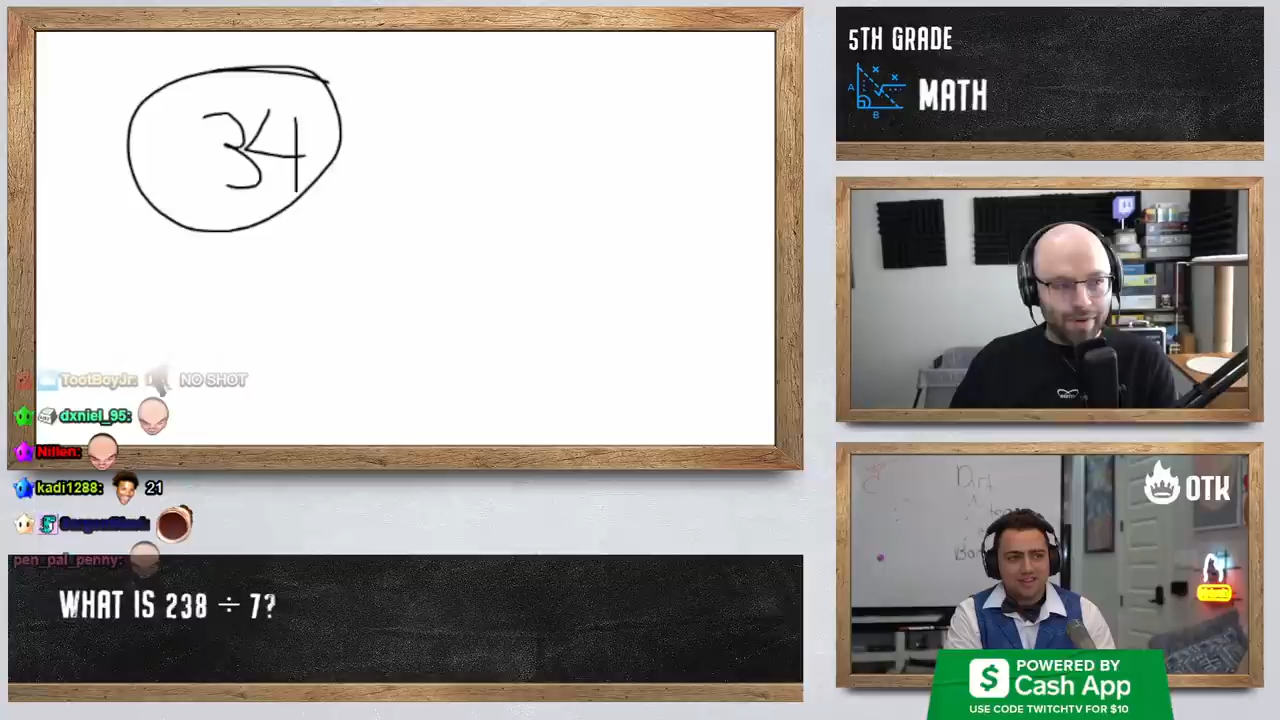 34
TootBoyJr: NO SHOT
dxniel_95:
Nillen:
kadi1288: 21
pen_pal_penny:
WHAT IS 238 ÷ 7?
5TH GRADE
MATH
A
B
Dirt
OTK
POWERED BY
Cash App
USE CODE TWITCHTV FOR $10